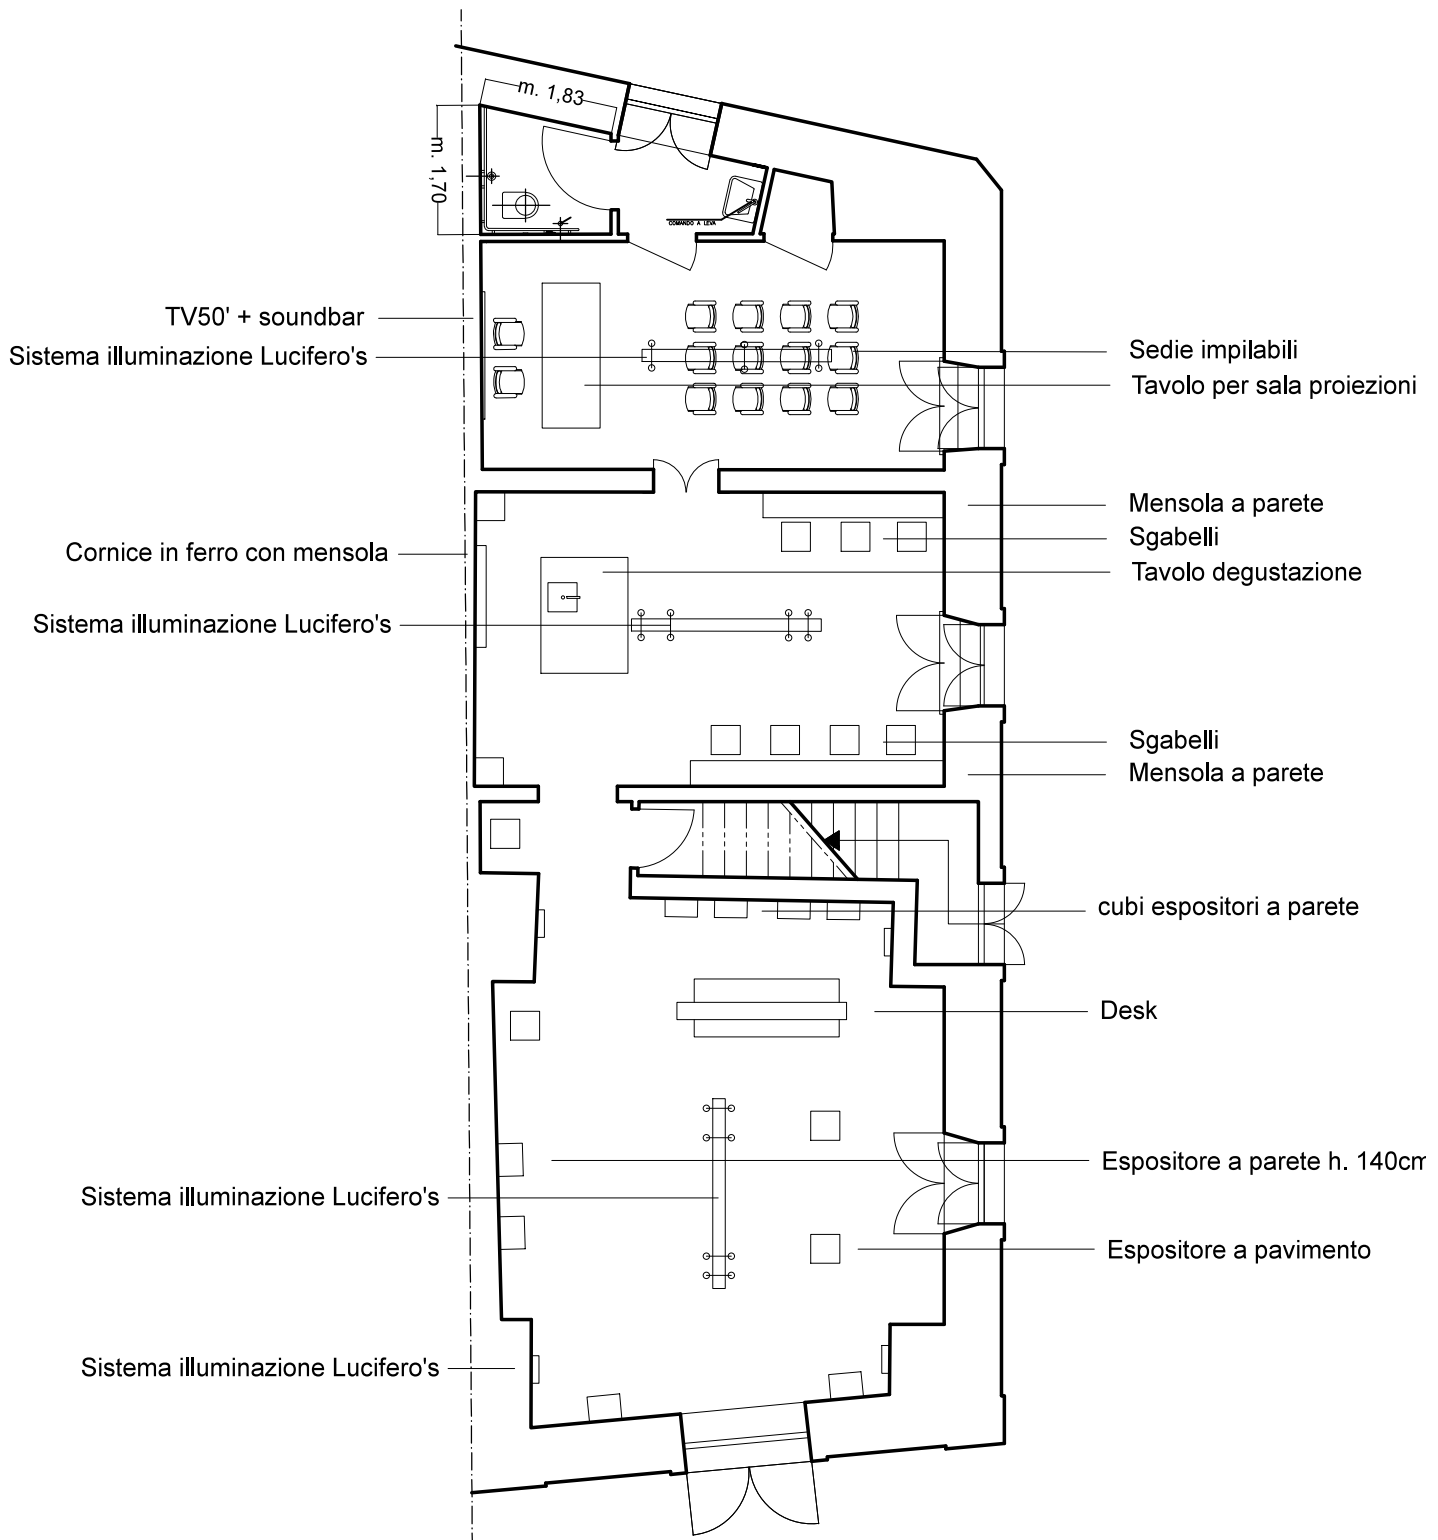 m. 1,83
m. 1,70
COMANDO A LEVA
TV50' + soundbar
Sistema illuminazione Lucifero's
Sedie impilabili
Tavolo per sala proiezioni
Mensola a parete
Sgabelli
Cornice in ferro con mensola
Tavolo degustazione
Sistema illuminazione Lucifero's
Sgabelli
Mensola a parete
cubi espositori a parete
Desk
Espositore a parete h. 140cm
Sistema illuminazione Lucifero's
Espositore a pavimento
Sistema illuminazione Lucifero's